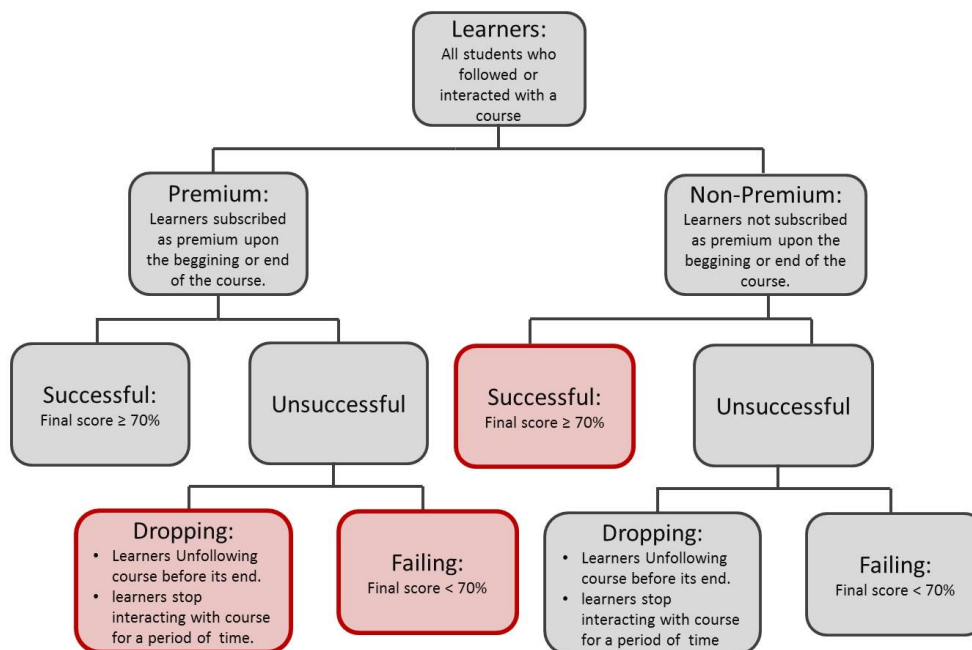 Learners:
All students who
followed or
interacted with a
course
Premium:
Learners subscribed
as premium upon
the beggining or end
of the course.
Non-Premium:
Learners not subscribed
as premium upon the
beggining or end of the
course.
Successful:
Final score ≥ 70%
Unsuccessful
Successful:
Final score ≥ 70%
Unsuccessful
Dropping:
• Learners Unfollowing
course before its end.
• learners stop
interacting with course
for a period of time.
Failing:
Final score < 70%
Dropping:
• Learners Unfollowing
course before its end.
• learners stop
interacting with course
for a period of time
Failing:
Final score < 70%